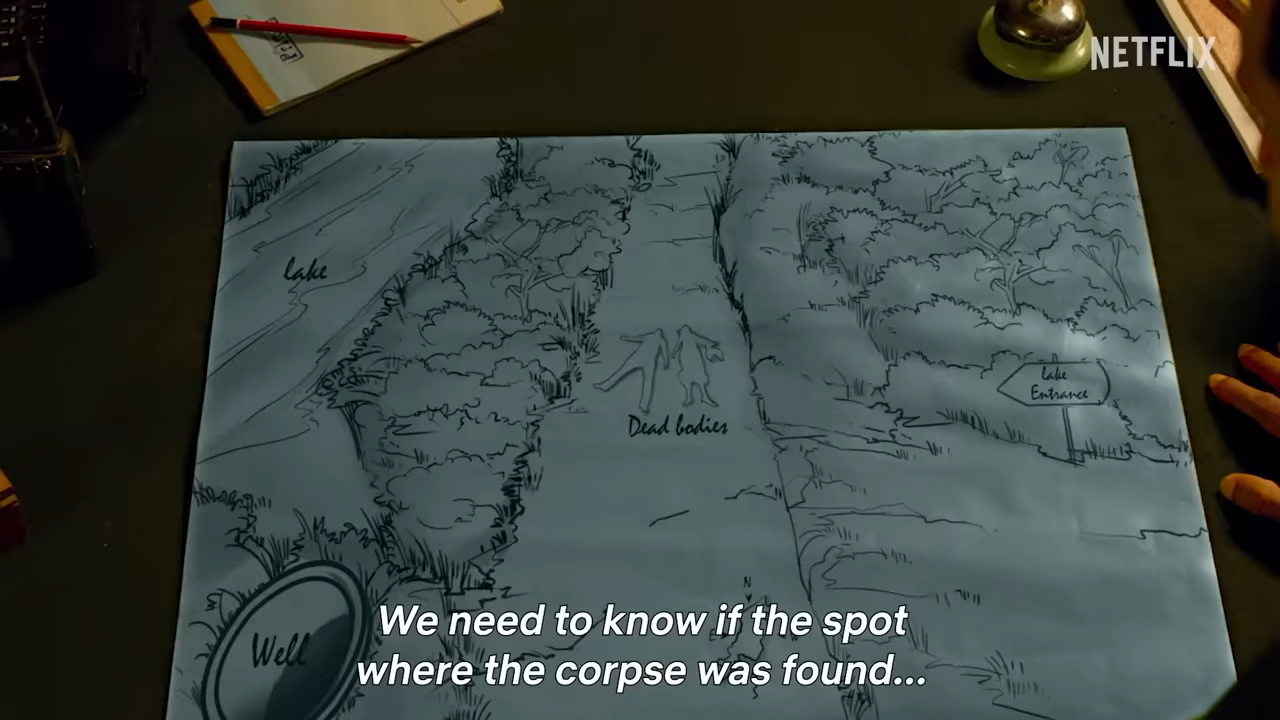 NETFLIX
lake
Lake
Entrance
Dead bodies
N
Well
We need to know if the spot
where the corpse was found...